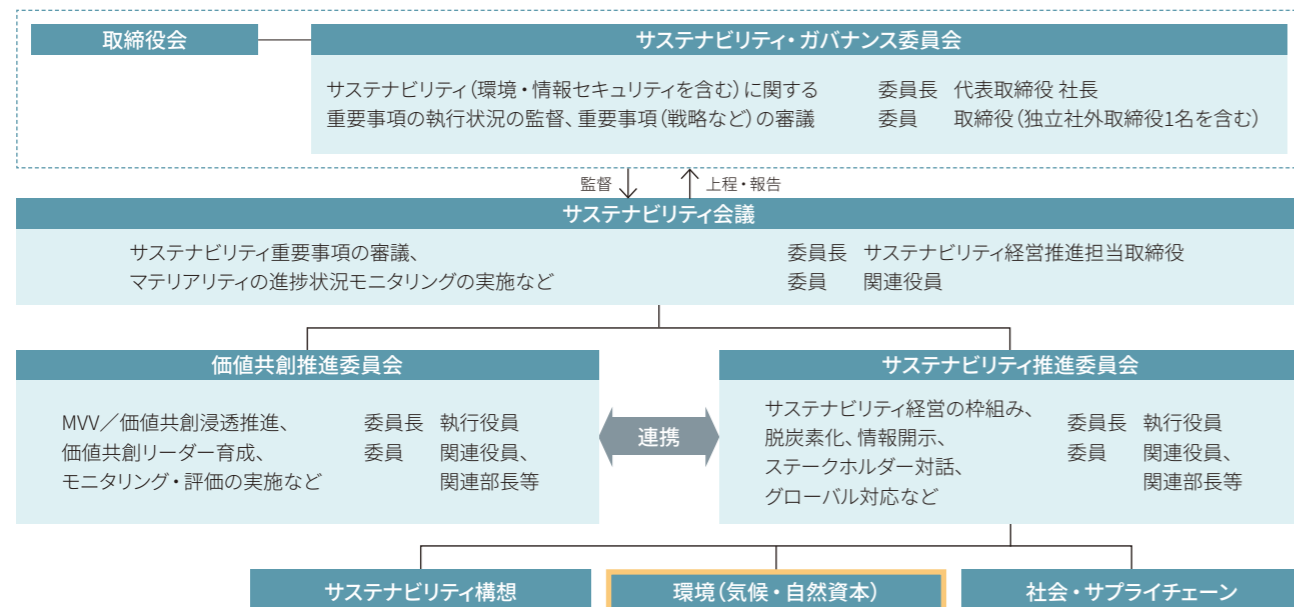 取締役会
サステナビリティ・ガバナンス委員会
サステナビリティ（環境・情報セキュリティを含む）に関する
重要事項の執行状況の監督、重要事項（戦略など）の審議
委員長 代表取締役 社長
委員 取締役（独立社外取締役1名を含む）
監督
上程・報告
サステナビリティ会議
サステナビリティ重要事項の審議、
マテリアリティの進捗状況モニタリングの実施など
委員長 サステナビリティ経営推進担当取締役
委員 関連役員
価値共創推進委員会
MVV／価値共創浸透推進、
価値共創リーダー育成、
モニタリング・評価の実施など
委員長 執行役員
委員 関連役員、
関連部長等
連携
サステナビリティ推進委員会
サステナビリティ経営の枠組み、
脱炭素化、情報開示、
ステークホルダー対話、
グローバル対応など
委員長 執行役員
委員 関連役員、
関連部長等
サステナビリティ構想
環境（気候・自然資本）
社会・サプライチェーン